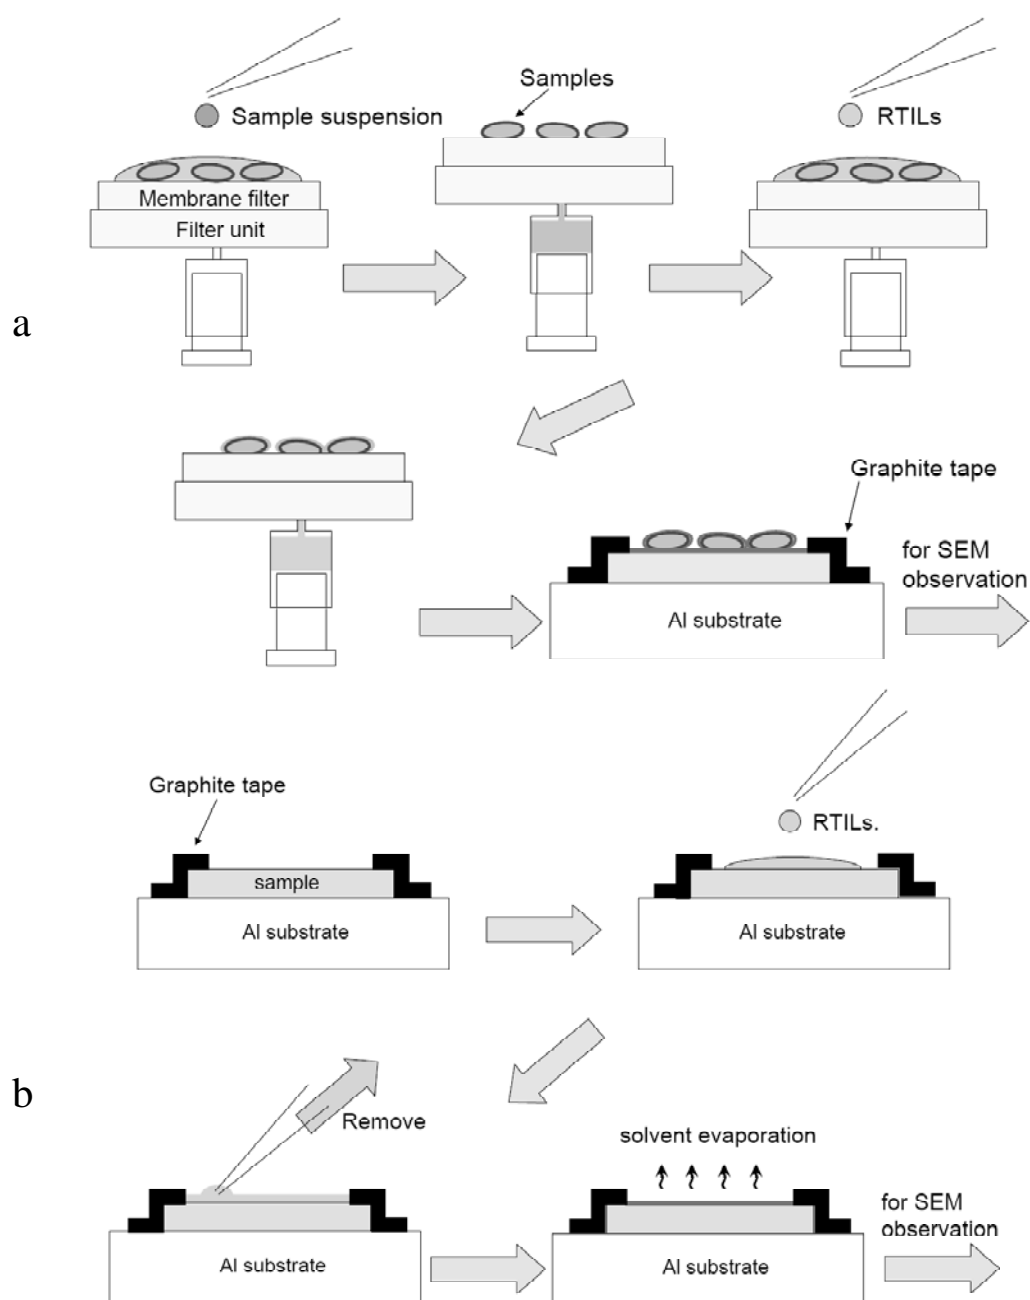 Samples
Sample suspension
RTILs
Membrane filter
Filter unit
a
Graphite tape
for SEM
observation
Al substrate
Graphite tape
RTILs.
sample
Al substrate
Al substrate
b
Remove
solvent evaporation
for SEM
observation
Al substrate
Al substrate